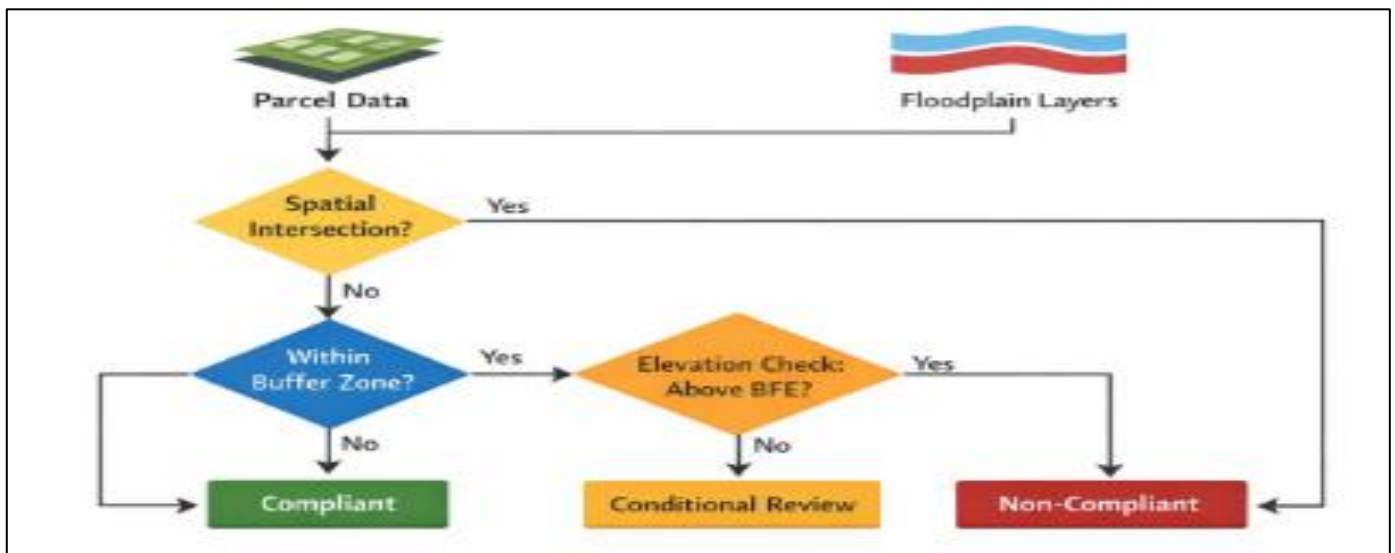 Parcel Data
Floodplain Layers
Spatial
Intersection?
Yes
No
Within
Buffer Zone?
Yes
Elevation Check:
Above BFE?
Yes
No
No
Compliant
Conditional Review
Non-Compliant